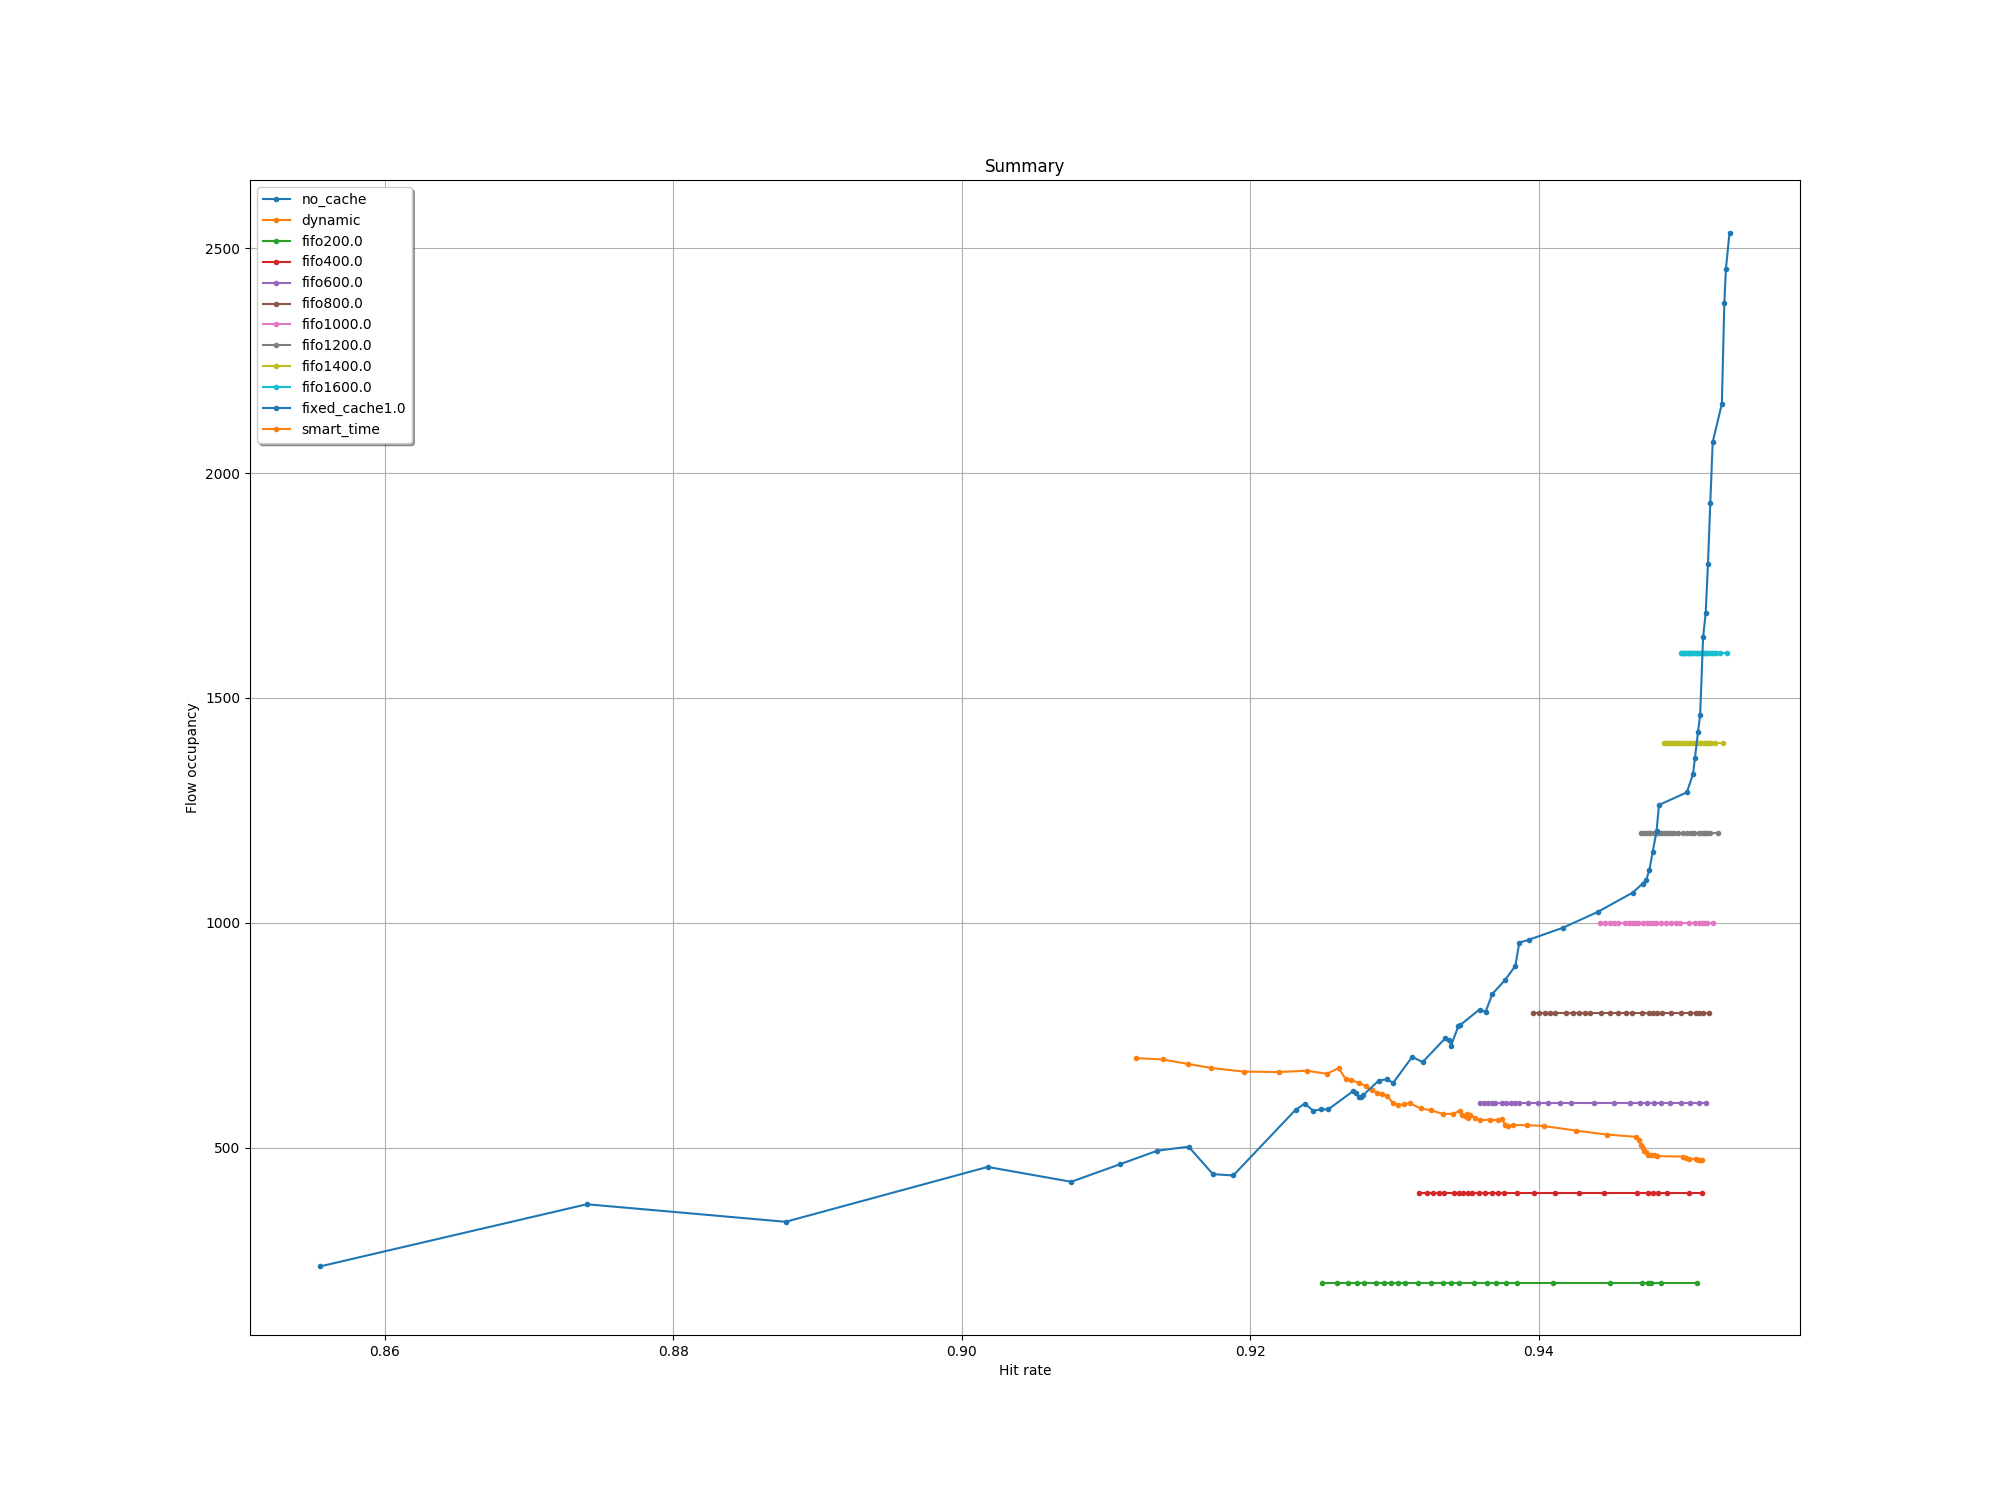 Summary
no_cache
dynamic
fifo200.0
fifo400.0
fifo600.0
fifo800.0
fifo1000.0
fifo1200.0
fifo1400.0
fifo1600.0
fixed_cache1.0
smart_time
2500
2000
1500
1000
500
Flow occupancy
0.86 0.88 0.90 0.92 0.94
Hit rate